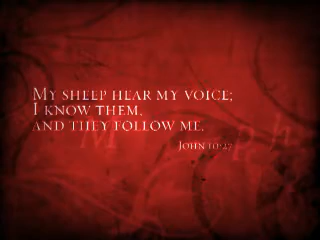 My sheep hear my voice;
I know them,
and they follow me.
John 10:27